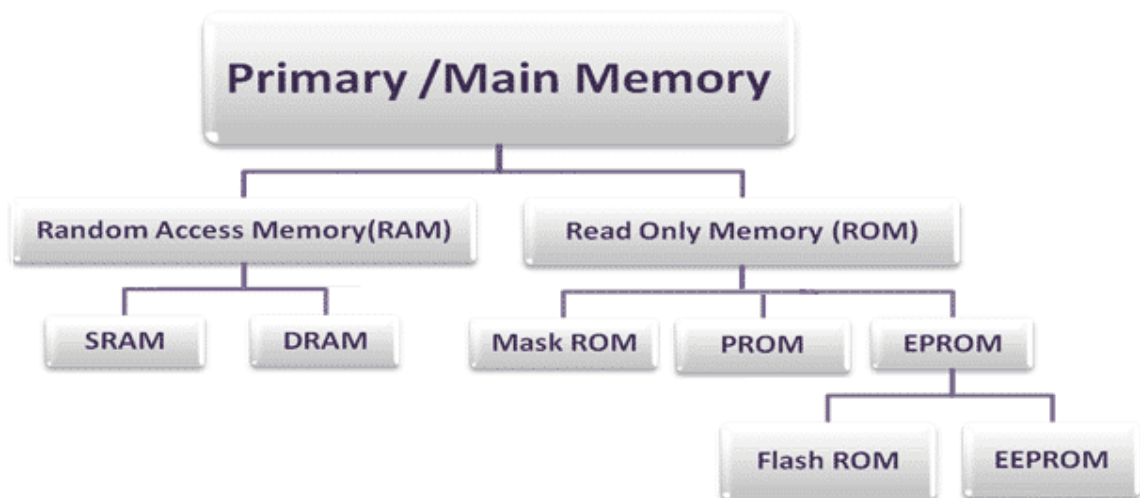 Primary /Main Memory
Random Access Memory(RAM)
Read Only Memory (ROM)
SRAM
DRAM
Mask ROM
PROM
EPROM
Flash ROM
EEPROM